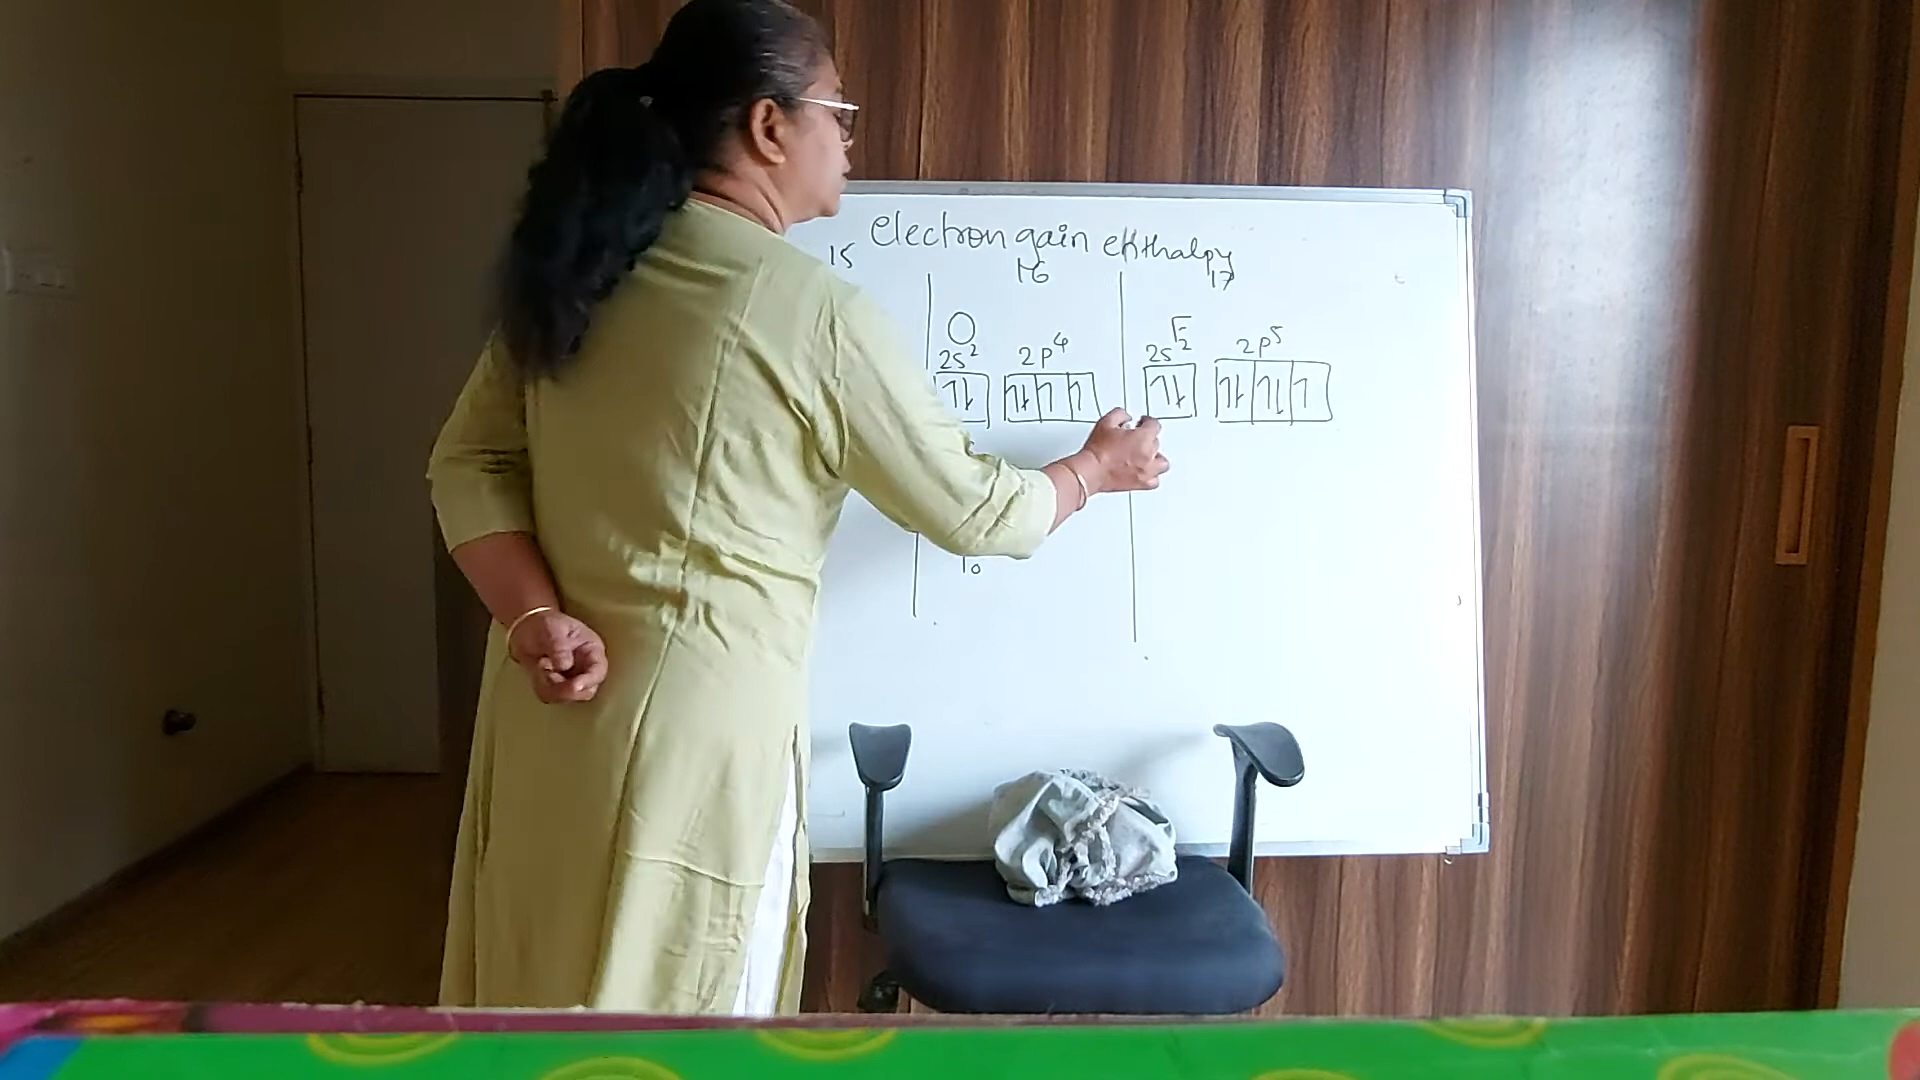 electron gain enthalpy
15 16 17
O F
2s² 2p⁴ 2s² 2p⁵
⥮ ⥮ ↿ ↿ ⥮ ⥮ ⥮ ↿